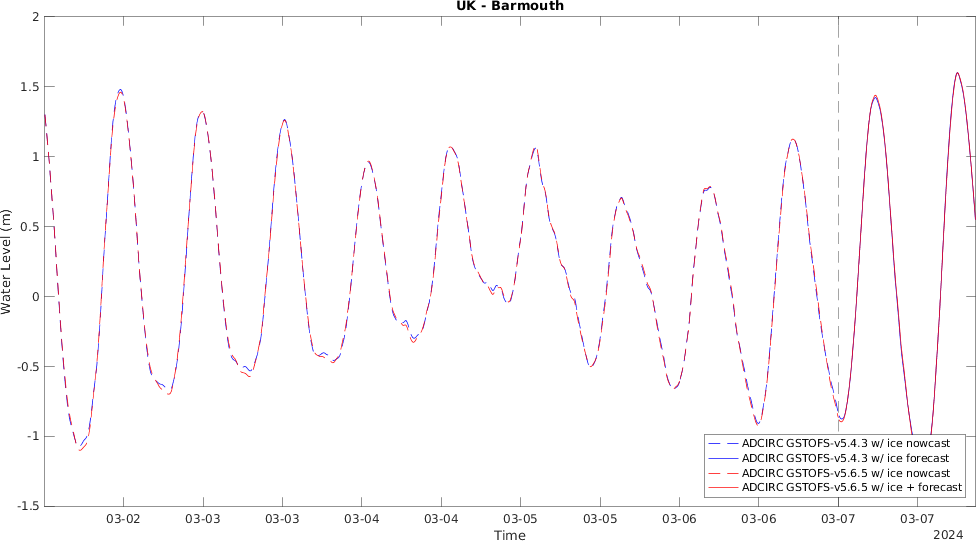 UK - Barmouth
2
1.5
1
0.5
0
-0.5
-1
-1.5
Water Level (m)
ADCIRC GSTOFS-v5.4.3 w/ ice nowcast
ADCIRC GSTOFS-v5.4.3 w/ ice forecast
ADCIRC GSTOFS-v5.6.5 w/ ice nowcast
ADCIRC GSTOFS-v5.6.5 w/ ice + forecast
03-02 03-03 03-03 03-04 03-04 03-05 03-05 03-06 03-06 03-07 03-07
Time
2024